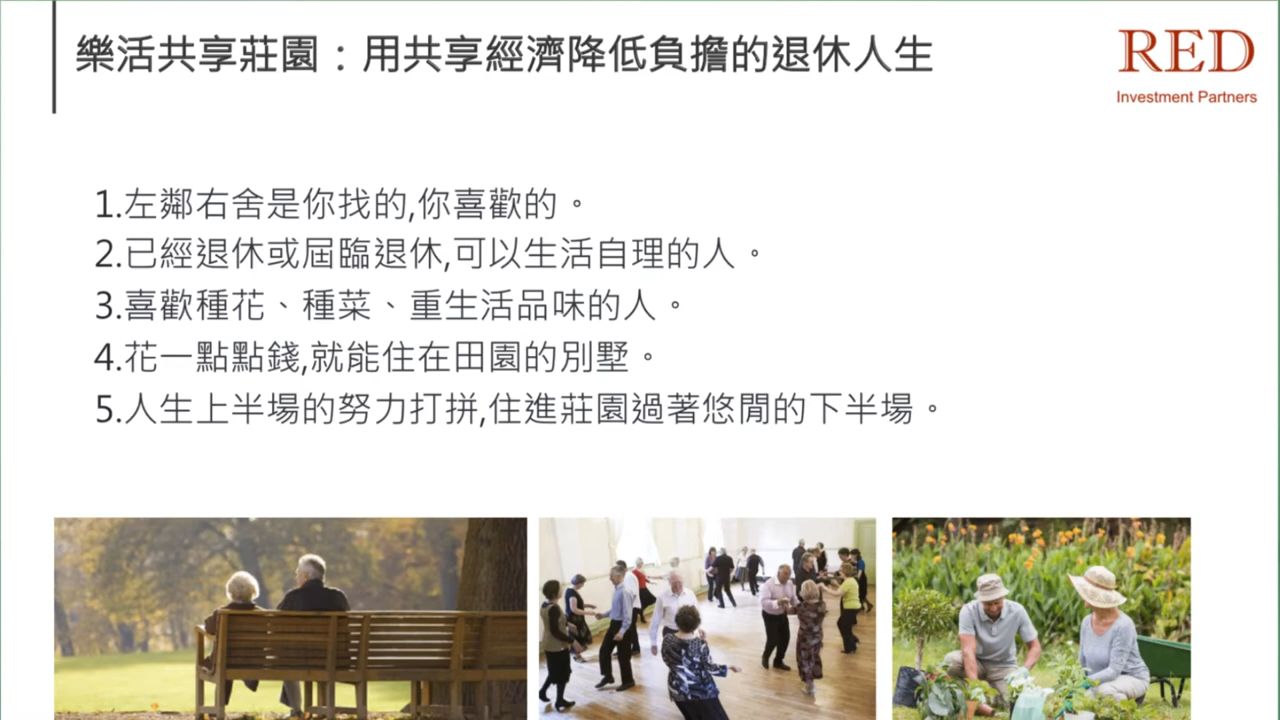 樂活共享莊園：用共享經濟降低負擔的退休人生
RED
Investment Partners
1.左鄰右舍是你找的,你喜歡的。
2.已經退休或屆臨退休,可以生活自理的人。
3.喜歡種花、種菜、重生活品味的人。
4.花一點點錢,就能住在田園的別墅。
5.人生上半場的努力打拼,住進莊園過著悠閒的下半場。